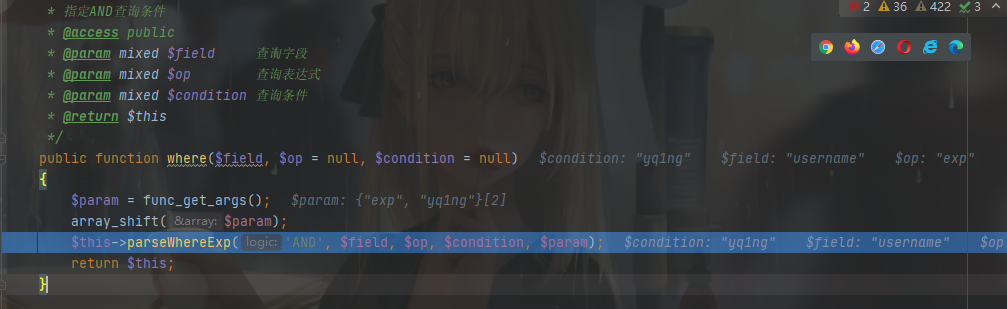 * 指定AND查询条件
2 36 422 3
* @access public
* @param mixed $field 查询字段
* @param mixed $op 查询表达式
* @param mixed $condition 查询条件
* @return $this
*/
public function where($field, $op = null, $condition = null) $condition: "yq1ng" $field: "username" $op: "exp"
{
$param = func_get_args(); $param: {"exp", "yq1ng"}[2]
array_shift( &array: $param);
$this->parseWhereExp( logic: 'AND', $field, $op, $condition, $param); $condition: "yq1ng" $field: "username" $op
return $this;
}